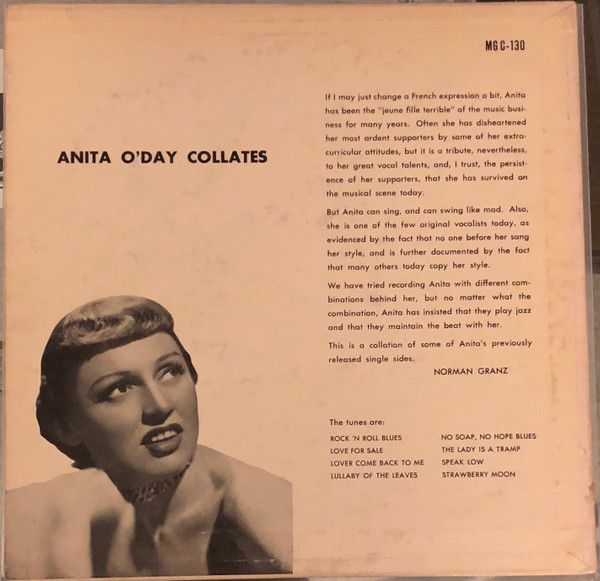 MG C-130
ANITA O'DAY COLLATES
If I may just change a French expression a bit, Anita
has been the "jeune fille terrible" of the music busi-
ness for many years. Often she has disheartened
her most ardent supporters by some of her extra-
curricular attitudes, but it is a tribute, nevertheless,
to her great vocal talents, and, I trust, the persist-
ence of her supporters, that she has survived on
the musical scene today.
But Anita can sing, and can swing like mad. Also,
she is one of the few original vocalists today, as
evidenced by the fact that no one before her sang
her style, and is further documented by the fact
that many others today copy her style.
We have tried recording Anita with different com-
binations behind her, but no matter what the
combination, Anita has insisted that they play jazz
and that they maintain the beat with her.
This is a collation of some of Anita's previously
released single sides.
NORMAN GRANZ
The tunes are:
ROCK 'N ROLL BLUES
LOVE FOR SALE
LOVER COME BACK TO ME
LULLABY OF THE LEAVES
NO SOAP, NO HOPE BLUES
THE LADY IS A TRAMP
SPEAK LOW
STRAWBERRY MOON